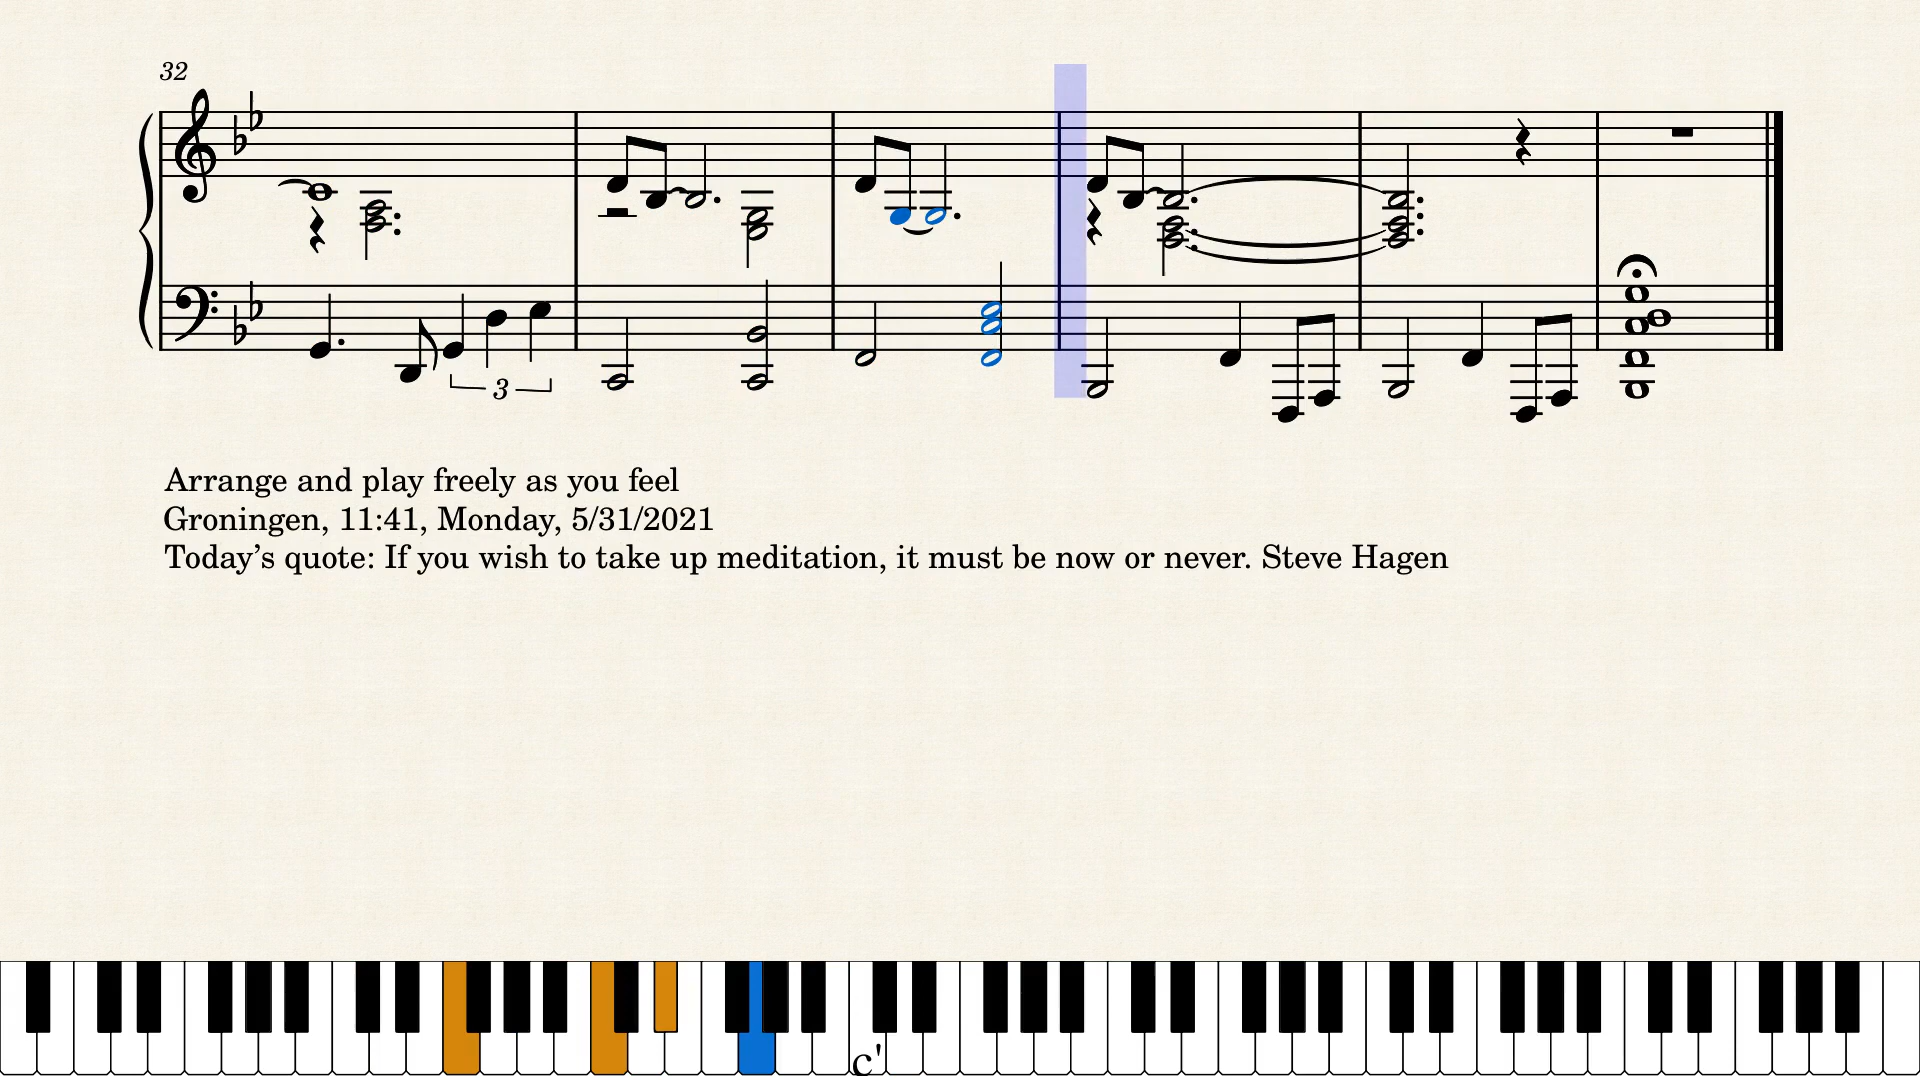 32
3
Arrange and play freely as you feel
Groningen, 11:41, Monday, 5/31/2021
Today’s quote: If you wish to take up meditation, it must be now or never. Steve Hagen
c'